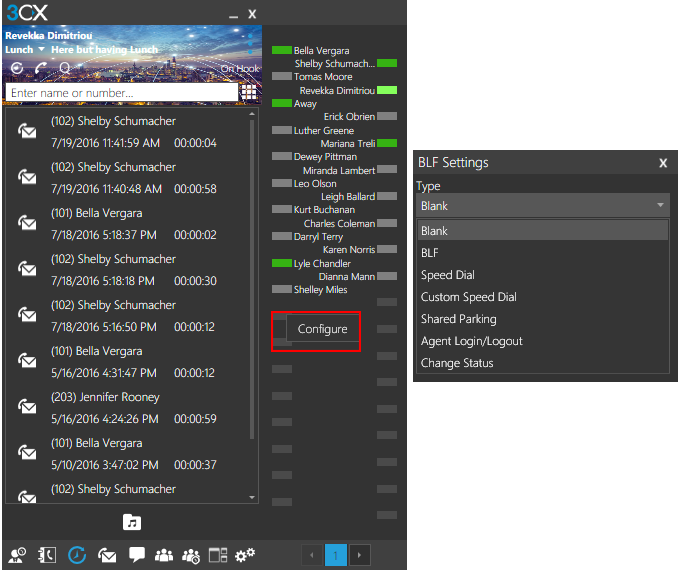 3CX
Revekka Dimitriou
Lunch Here but having Lunch
On Hook
Enter name or number...
(102) Shelby Schumacher
7/19/2016 11:41:59 AM 00:00:04
(102) Shelby Schumacher
7/19/2016 11:40:48 AM 00:00:58
(101) Bella Vergara
7/18/2016 5:18:37 PM 00:00:02
(102) Shelby Schumacher
7/18/2016 5:18:18 PM 00:00:30
(102) Shelby Schumacher
7/18/2016 5:16:50 PM 00:00:12
(101) Bella Vergara
5/16/2016 4:31:47 PM 00:00:12
(203) Jennifer Rooney
5/16/2016 4:24:26 PM 00:00:59
(101) Bella Vergara
5/10/2016 3:47:02 PM 00:00:37
(102) Shelby Schumacher
Bella Vergara
Shelby Schumach...
Tomas Moore
Revekka Dimitriou
Away
Erick Obrien
Luther Greene
Mariana Treli
Dewey Pittman
Miranda Lambert
Leo Olson
Leigh Ballard
Kurt Buchanan
Charles Coleman
Darryl Terry
Karen Norris
Lyle Chandler
Dianna Mann
Shelley Miles
Configure
1
BLF Settings X
Type
Blank
Blank
BLF
Speed Dial
Custom Speed Dial
Shared Parking
Agent Login/Logout
Change Status